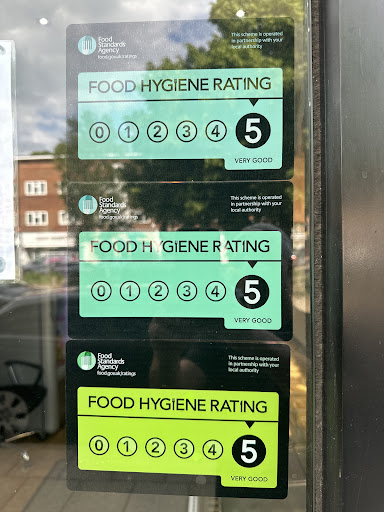 Food
Standards
Agency
food.gov.uk/ratings
This scheme is operated
in partnership with your
local authority
FOOD HYGIENE RATING
0 1 2 3 4 5
VERY GOOD
Food
Standards
Agency
food.gov.uk/ratings
This scheme is operated
in partnership with your
local authority
FOOD HYGIENE RATING
0 1 2 3 4 5
VERY GOOD
Food
Standards
Agency
food.gov.uk/ratings
This scheme is operated
in partnership with your
local authority
FOOD HYGIENE RATING
0 1 2 3 4 5
VERY GOOD